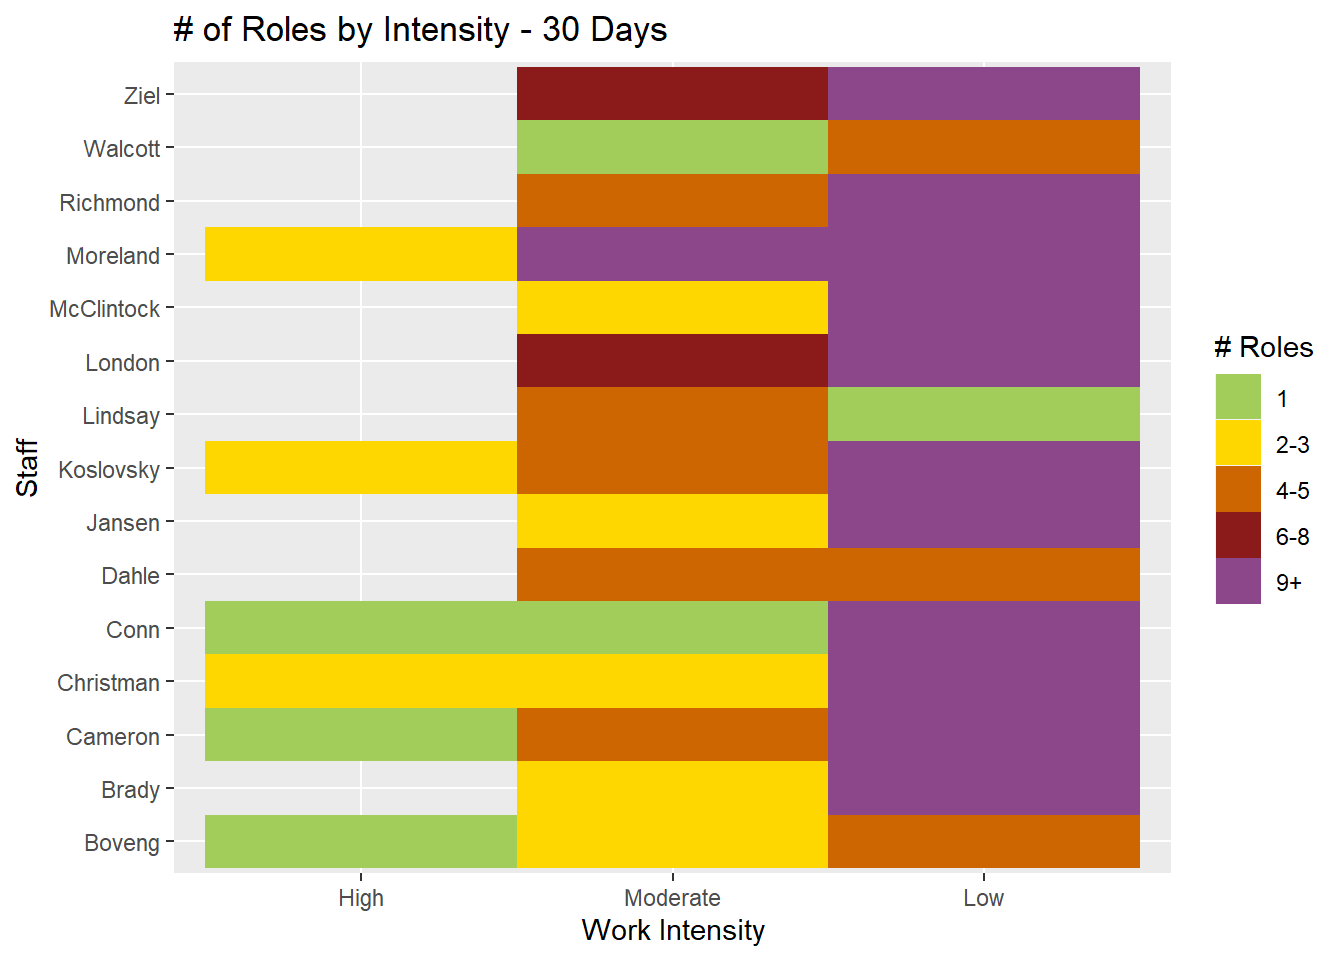 # of Roles by Intensity - 30 Days
Ziel
Walcott
Richmond
Moreland
McClintock
London
Lindsay
Koslovsky
Jansen
Dahle
Conn
Christman
Cameron
Brady
Boveng
Staff
High Moderate Low
Work Intensity
# Roles
1
2-3
4-5
6-8
9+